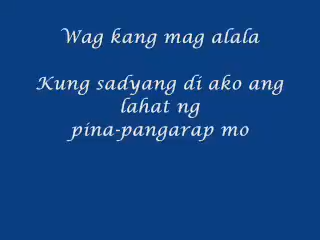 Wag kang mag alala
Kung sadyang di ako ang
lahat ng
pina-pangarap mo